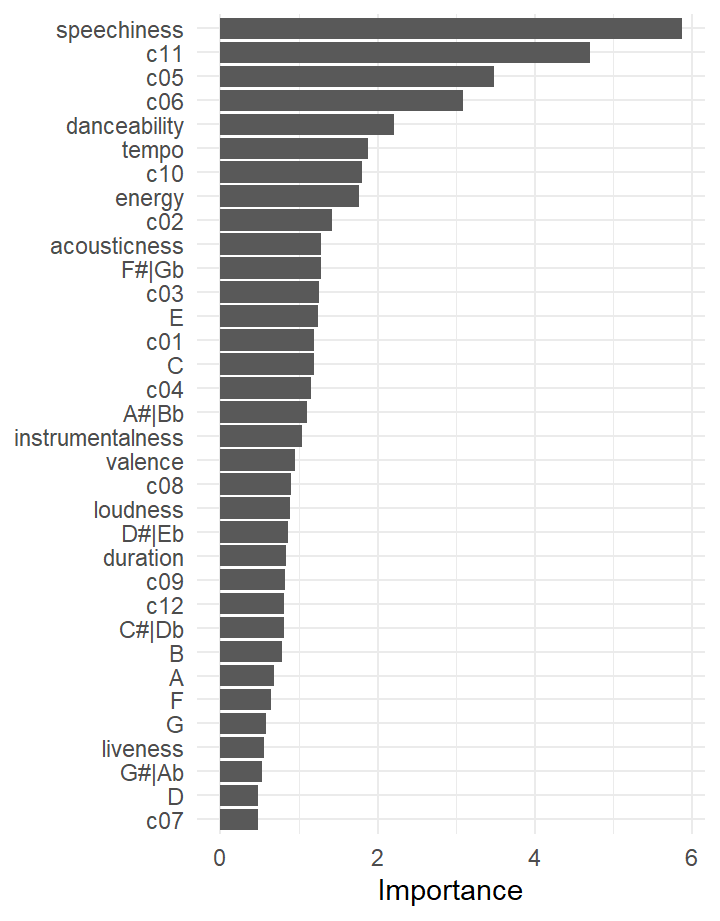 speechiness
c11
c05
c06
danceability
tempo
c10
energy
c02
acousticness
F#|Gb
c03
E
c01
C
c04
A#|Bb
instrumentalness
valence
c08
loudness
D#|Eb
duration
c09
c12
C#|Db
B
A
F
G
liveness
G#|Ab
D
c07
0 2 4 6
Importance